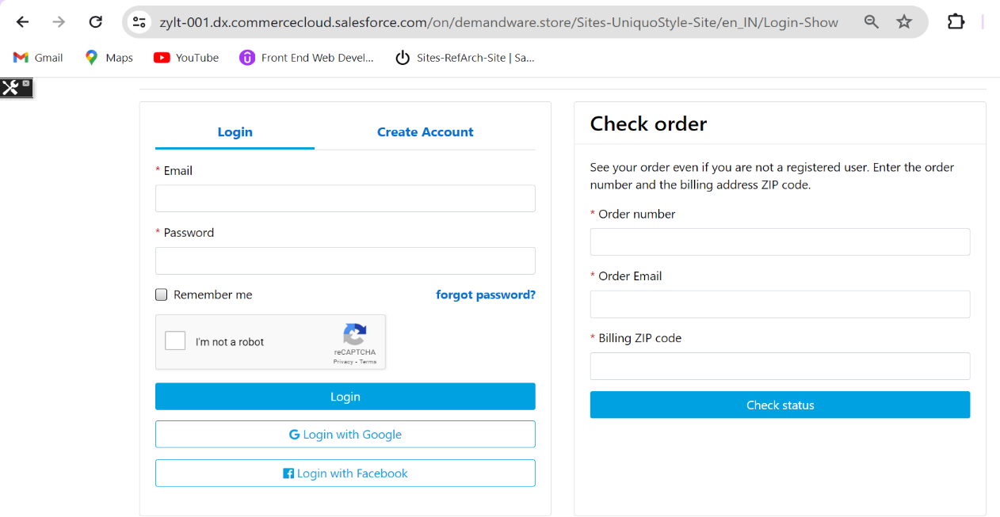 zylt-001.dx.commercecloud.salesforce.com/on/demandware.store/Sites-UniquoStyle-Site/en_IN/Login-Show
Gmail
Maps
YouTube
Front End Web Devel...
Sites-RefArch-Site | Sa...
Login
Create Account
* Email
* Password
Remember me
forgot password?
I'm not a robot
reCAPTCHA
Privacy - Terms
Login
G Login with Google
Login with Facebook
Check order
See your order even if you are not a registered user. Enter the order
number and the billing address ZIP code.
* Order number
* Order Email
* Billing ZIP code
Check status